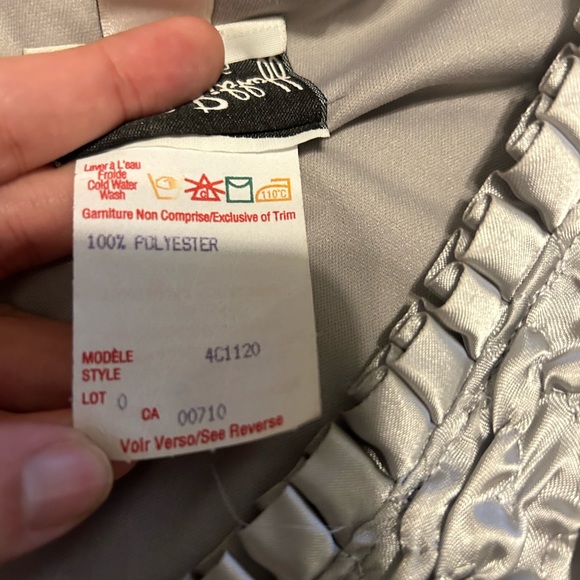 Laver à L'eau
Froide
Cold Water
Wash
Cl
110°C
Garniture Non Comprise/Exclusive of Trim
100% POLYESTER
MODÈLE 4C1120
STYLE
LOT 0 CA 00710
Voir Verso/See Reverse